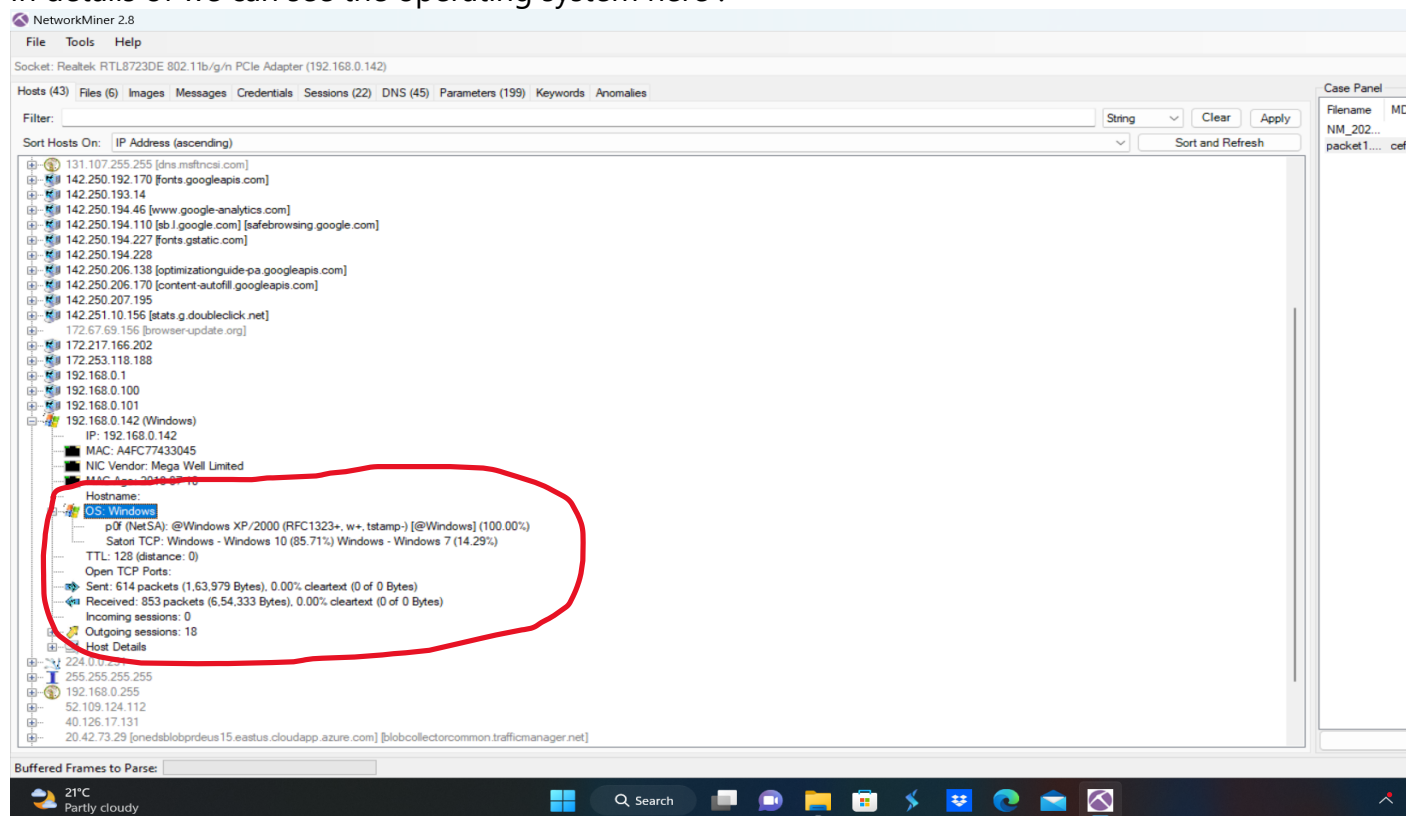 NetworkMiner 2.8
File Tools Help
Socket: Realtek RTL8723DE 802.11b/g/n PCIe Adapter (192.168.0.142)
Hosts (43) Files (6) Images Messages Credentials Sessions (22) DNS (45) Parameters (199) Keywords Anomalies
Filter: String Clear Apply
Sort Hosts On: IP Address (ascending) Sort and Refresh
131.107.255.255 [dns.msftncsi.com]
142.250.192.170 [fonts.googleapis.com]
142.250.193.14
142.250.194.46 [www.google-analytics.com]
142.250.194.110 [sb.l.google.com] [safebrowsing.google.com]
142.250.194.227 [fonts.gstatic.com]
142.250.194.228
142.250.206.138 [optimizationguide-pa.googleapis.com]
142.250.206.170 [content-autofill.googleapis.com]
142.250.207.195
142.251.10.156 [stats.g.doubleclick.net]
172.67.69.156 [browser-update.org]
172.217.166.202
172.253.118.188
192.168.0.1
192.168.0.100
192.168.0.101
192.168.0.142 (Windows)
IP: 192.168.0.142
MAC: A4FC77433045
NIC Vendor: Mega Well Limited
Hostname:
OS: Windows
p0f (NetSA): @Windows XP/2000 (RFC1323+, w+, tstamp-) [@Windows] (100.00%)
Satori TCP: Windows - Windows 10 (85.71%) Windows - Windows 7 (14.29%)
TTL: 128 (distance: 0)
Open TCP Ports:
Sent: 614 packets (1,63,979 Bytes), 0.00% cleartext (0 of 0 Bytes)
Received: 853 packets (6,54,333 Bytes), 0.00% cleartext (0 of 0 Bytes)
Incoming sessions: 0
Outgoing sessions: 18
Host Details
255.255.255.255
192.168.0.255
52.109.124.112
40.126.17.131
20.42.73.29 [onedsblobprdeus15.eastus.cloudapp.azure.com] [blobcollectorcommon.trafficmanager.net]
Case Panel
Filename MD
NM_202...
packet1.... cef
Buffered Frames to Parse:
21°C
Partly cloudy
Search